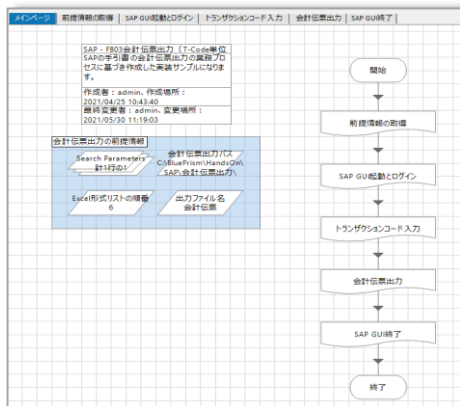 メインページ 前提情報の取得 SAP GUI起動とログイン トランザクションコード入力 会計伝票出力 SAP GUI終了
SAP - FB03会計伝票出力 (T-Code単位
SAPの手引書の会計伝票出力の業務プロ
セスに基づき作成した実装サンプルになりま
す。
作成者：admin、作成場所：
2021/04/25 10:43:40
最終変更者：admin、変更場所：
2021/05/30 11:19:03
会計伝票出力の前提情報
Search Parameters
計1行の1
会計伝票出力パス
C:\BluePrism\HandsOn\
SAP\会計伝票出力\
Excel形式リストの順番
6
出力ファイル名
会計伝票
開始
前提情報の取得
SAP GUI起動とログイン
トランザクションコード入力
会計伝票出力
SAP GUI終了
終了